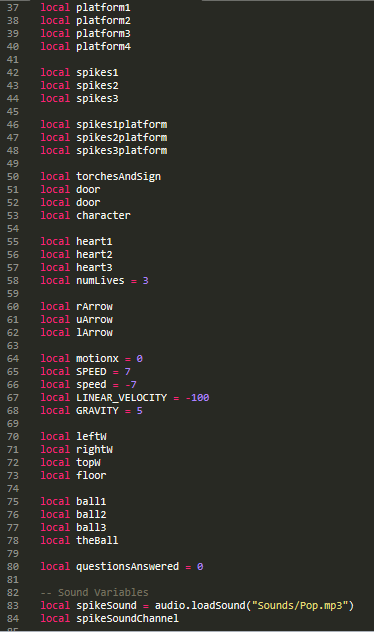 37 local platform1
38 local platform2
39 local platform3
40 local platform4
41
42 local spikes1
43 local spikes2
44 local spikes3
45
46 local spikes1platform
47 local spikes2platform
48 local spikes3platform
49
50 local torchesAndSign
51 local door
52 local door
53 local character
54
55 local heart1
56 local heart2
57 local heart3
58 local numLives = 3
59
60 local rArrow
61 local uArrow
62 local lArrow
63
64 local motionx = 0
65 local SPEED = 7
66 local speed = -7
67 local LINEAR_VELOCITY = -100
68 local GRAVITY = 5
69
70 local leftW
71 local rightW
72 local topW
73 local floor
74
75 local ball1
76 local ball2
77 local ball3
78 local theBall
79
80 local questionsAnswered = 0
81
82 -- Sound Variables
83 local spikeSound = audio.loadSound("Sounds/Pop.mp3")
84 local spikeSoundChannel